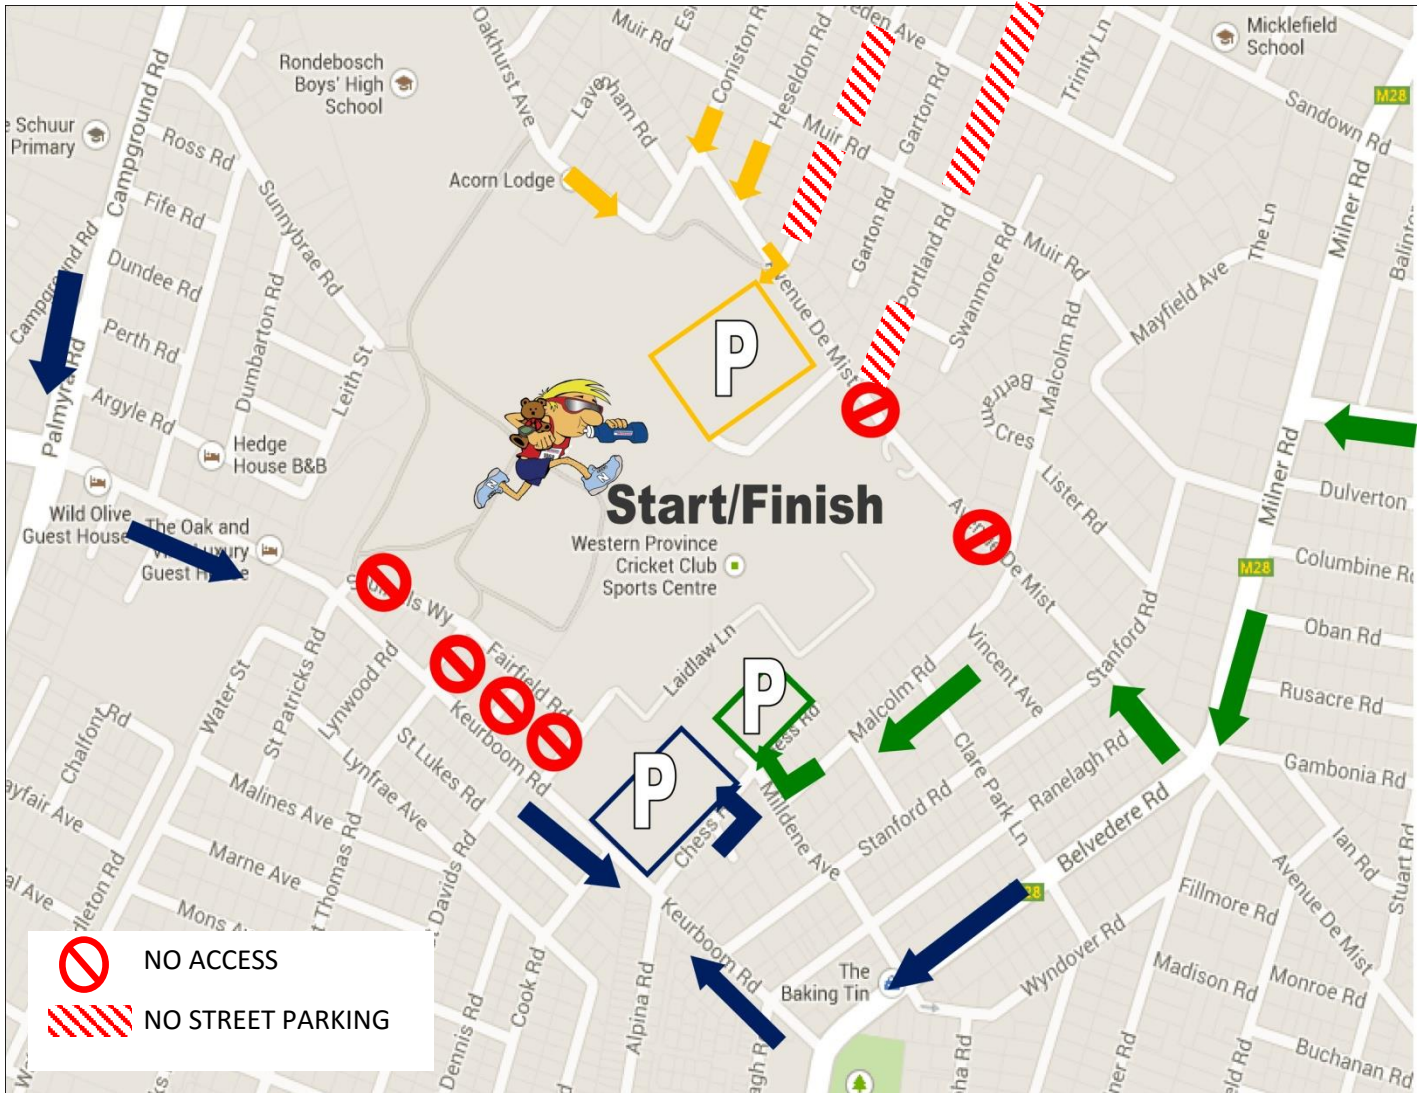 Oakhurst Ave
Muir Rd
Coniston Rd
Heseldon Rd
eden Ave
Trinity Ln
Micklefield
School
Sandown Rd
M28
Rondebosch
Boys' High
School
Campground Rd
e Schuur
Primary
Ross Rd
Lave
sham Rd
Muir Rd
Garton Rd
Milner Rd
Acorn Lodge
Fife Rd
Sunnybrae Rd
Garton Rd
Portland Rd
Swanmore Rd
Muir Rd
The Ln
Campground Rd
Dundee Rd
Dumbarton Rd
Mayfield Ave
Perth Rd
Leith St
Avenue De Mist
P
Malcolm Rd
Bertram Cres
Palmyra Rd
Argyle Rd
Hedge
House B&B
Milner Rd
Lister Rd
Dulverton
Wild Olive
Guest House
The Oak and
Guest House
Start/Finish
Western Province
Cricket Club
Sports Centre
Avenue De Mist
Columbine Rd
M28
Oban Rd
Rusacre Rd
Gambonia Rd
Fairfield Rd
Laidlaw Ln
P
Malcolm Rd
Vincent Ave
Stanford Rd
Water St
St Patricks Rd
Lynwood Rd
Keurboom Rd
Chalfont Rd
Lynfrae Ave
St Lukes Rd
P
Clare Park Ln
Ranelagh Rd
Belvedere Rd
Malines Ave
Milldene Ave
Stanford Rd
Ian Rd
Stuart Rd
Marne Ave
St Davids Rd
Avenue De Mist
Fillmore Rd
Keurboom Rd
Wyndover Rd
The
Baking Tin
Madison Rd
Monroe Rd
Cook Rd
Dennis Rd
Alpina Rd
Buchanan Rd
NO ACCESS
NO STREET PARKING